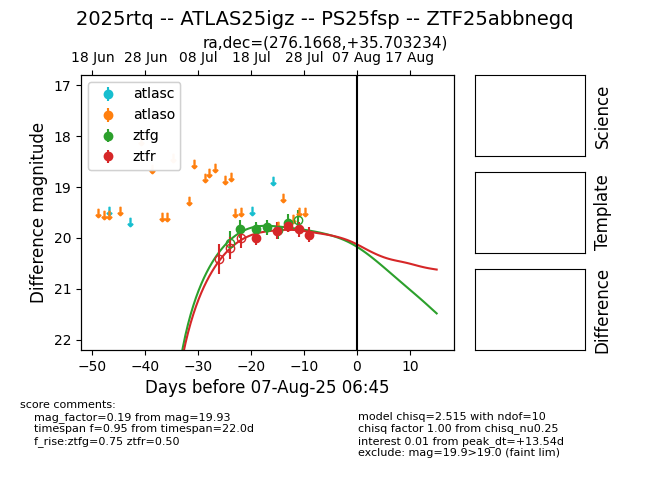 2025rtq -- ATLAS25igz -- PS25fsp -- ZTF25abbnegq
ra,dec=(276.1668,+35.703234)
18 Jun 28 Jun 08 Jul 18 Jul 28 Jul 07 Aug 17 Aug
17
18
19
20
21
22
Difference magnitude
atlasc
atlaso
ztfg
ztfr
−50 −40 −30 −20 −10 0 10
Days before 07-Aug-25 06:45
Science
Template
Difference
score comments:
mag_factor=0.19 from mag=19.93
timespan f=0.95 from timespan=22.0d
f_rise:ztfg=0.75 ztfr=0.50
model chisq=2.515 with ndof=10
chisq factor 1.00 from chisq_nu0.25
interest 0.01 from peak_dt=+13.54d
exclude: mag=19.9>19.0 (faint lim)